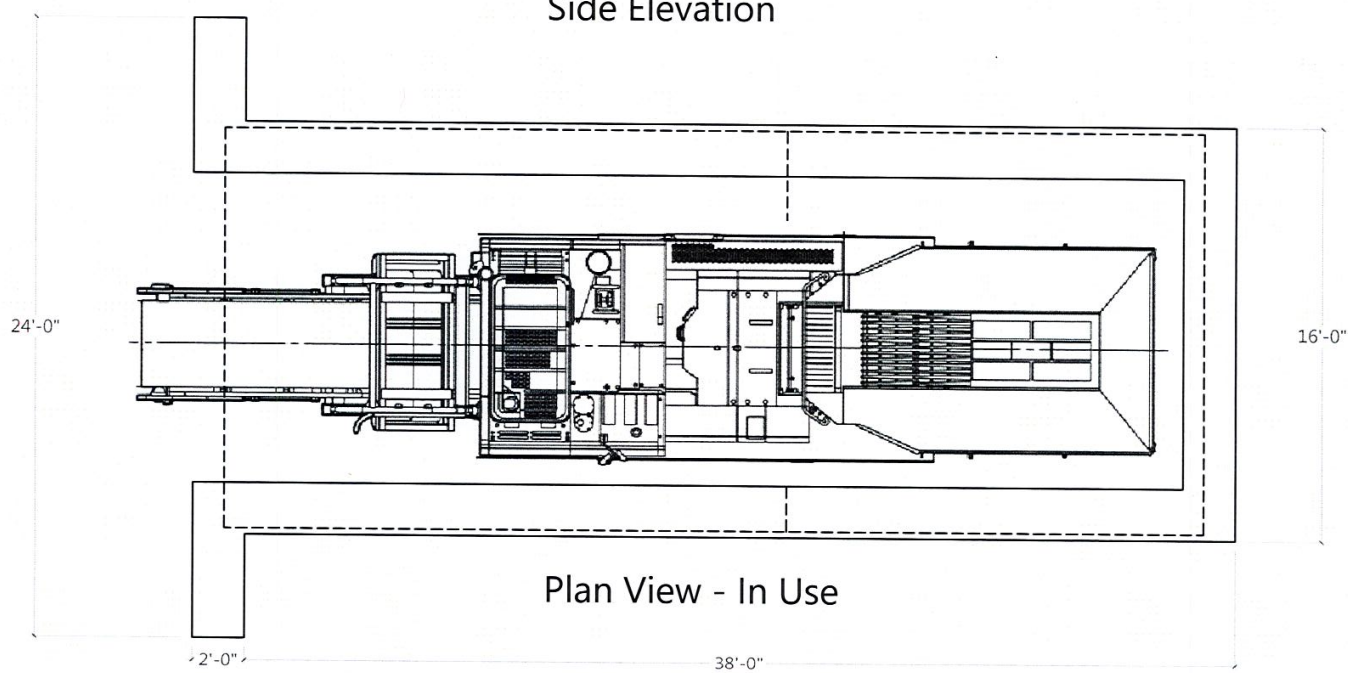 Side Elevation
24'-0"
16'-0"
Plan View - In Use
2'-0"
38'-0"